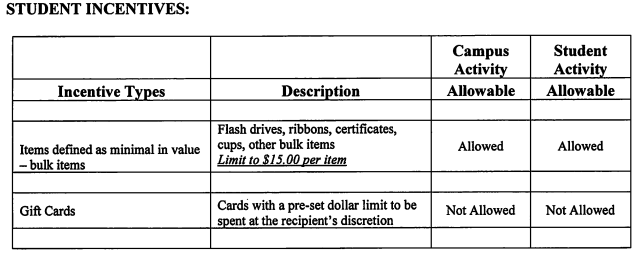 STUDENT INCENTIVES:
Campus Activity
Student Activity
Incentive Types
Description
Allowable
Allowable
Items defined as minimal in value
– bulk items
Flash drives, ribbons, certificates,
cups, other bulk items
Limit to $15.00 per item
Allowed
Allowed
Gift Cards
Cards with a pre-set dollar limit to be
spent at the recipient's discretion
Not Allowed
Not Allowed